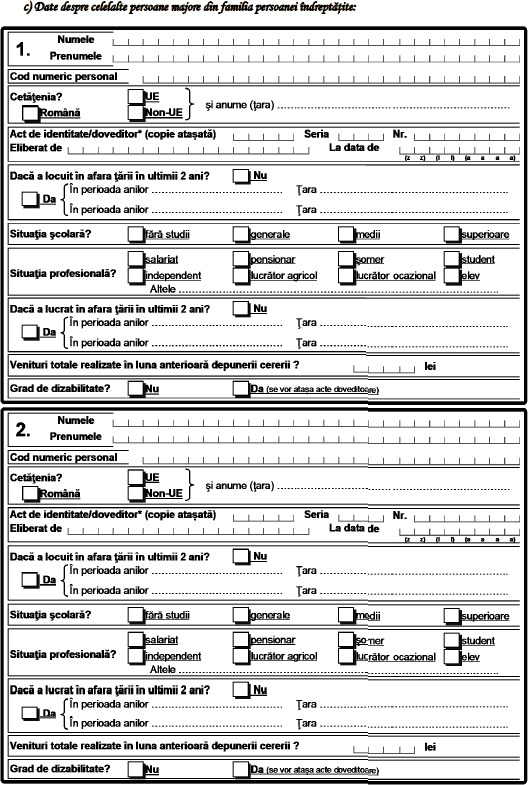 c) Date despre celelalte persoane majore din familia persoanei îndreptăţite:
1. Numele
Prenumele
Cod numeric personal
Cetăţenia?
Română
UE
Non-UE
şi anume (ţara) ...............................................................
Act de identitate/doveditor* (copie ataşată) Seria Nr.
Eliberat de La data de
(z z) (l l) (a a a a)
Dacă a locuit în afara ţării în ultimii 2 ani? Nu
Da
În perioada anilor ............................................ Ţara ............................................
În perioada anilor ............................................ Ţara ............................................
Situaţia şcolară? fără studii generale medii superioare
Situaţia profesională?
salariat pensionar şomer student
independent lucrător agricol lucrător ocazional elev
Altele ............................................................................................
Dacă a lucrat în afara ţării în ultimii 2 ani? Nu
Da
În perioada anilor ............................................ Ţara ............................................
În perioada anilor ............................................ Ţara ............................................
Venituri totale realizate în luna anterioară depunerii cererii ? lei
Grad de dizabilitate? Nu Da (se vor ataşa acte doveditoare)
2. Numele
Prenumele
Cod numeric personal
Cetăţenia?
Română
UE
Non-UE
şi anume (ţara) ...............................................................
Act de identitate/doveditor* (copie ataşată) Seria Nr.
Eliberat de La data de
(z z) (l l) (a a a a)
Dacă a locuit în afara ţării în ultimii 2 ani? Nu
Da
În perioada anilor ............................................ Ţara ............................................
În perioada anilor ............................................ Ţara ............................................
Situaţia şcolară? fără studii generale medii superioare
Situaţia profesională?
salariat pensionar şomer student
independent lucrător agricol lucrător ocazional elev
Altele ............................................................................................
Dacă a lucrat în afara ţării în ultimii 2 ani? Nu
Da
În perioada anilor ............................................ Ţara ............................................
În perioada anilor ............................................ Ţara ............................................
Venituri totale realizate în luna anterioară depunerii cererii ? lei
Grad de dizabilitate? Nu Da (se vor ataşa acte doveditoare)